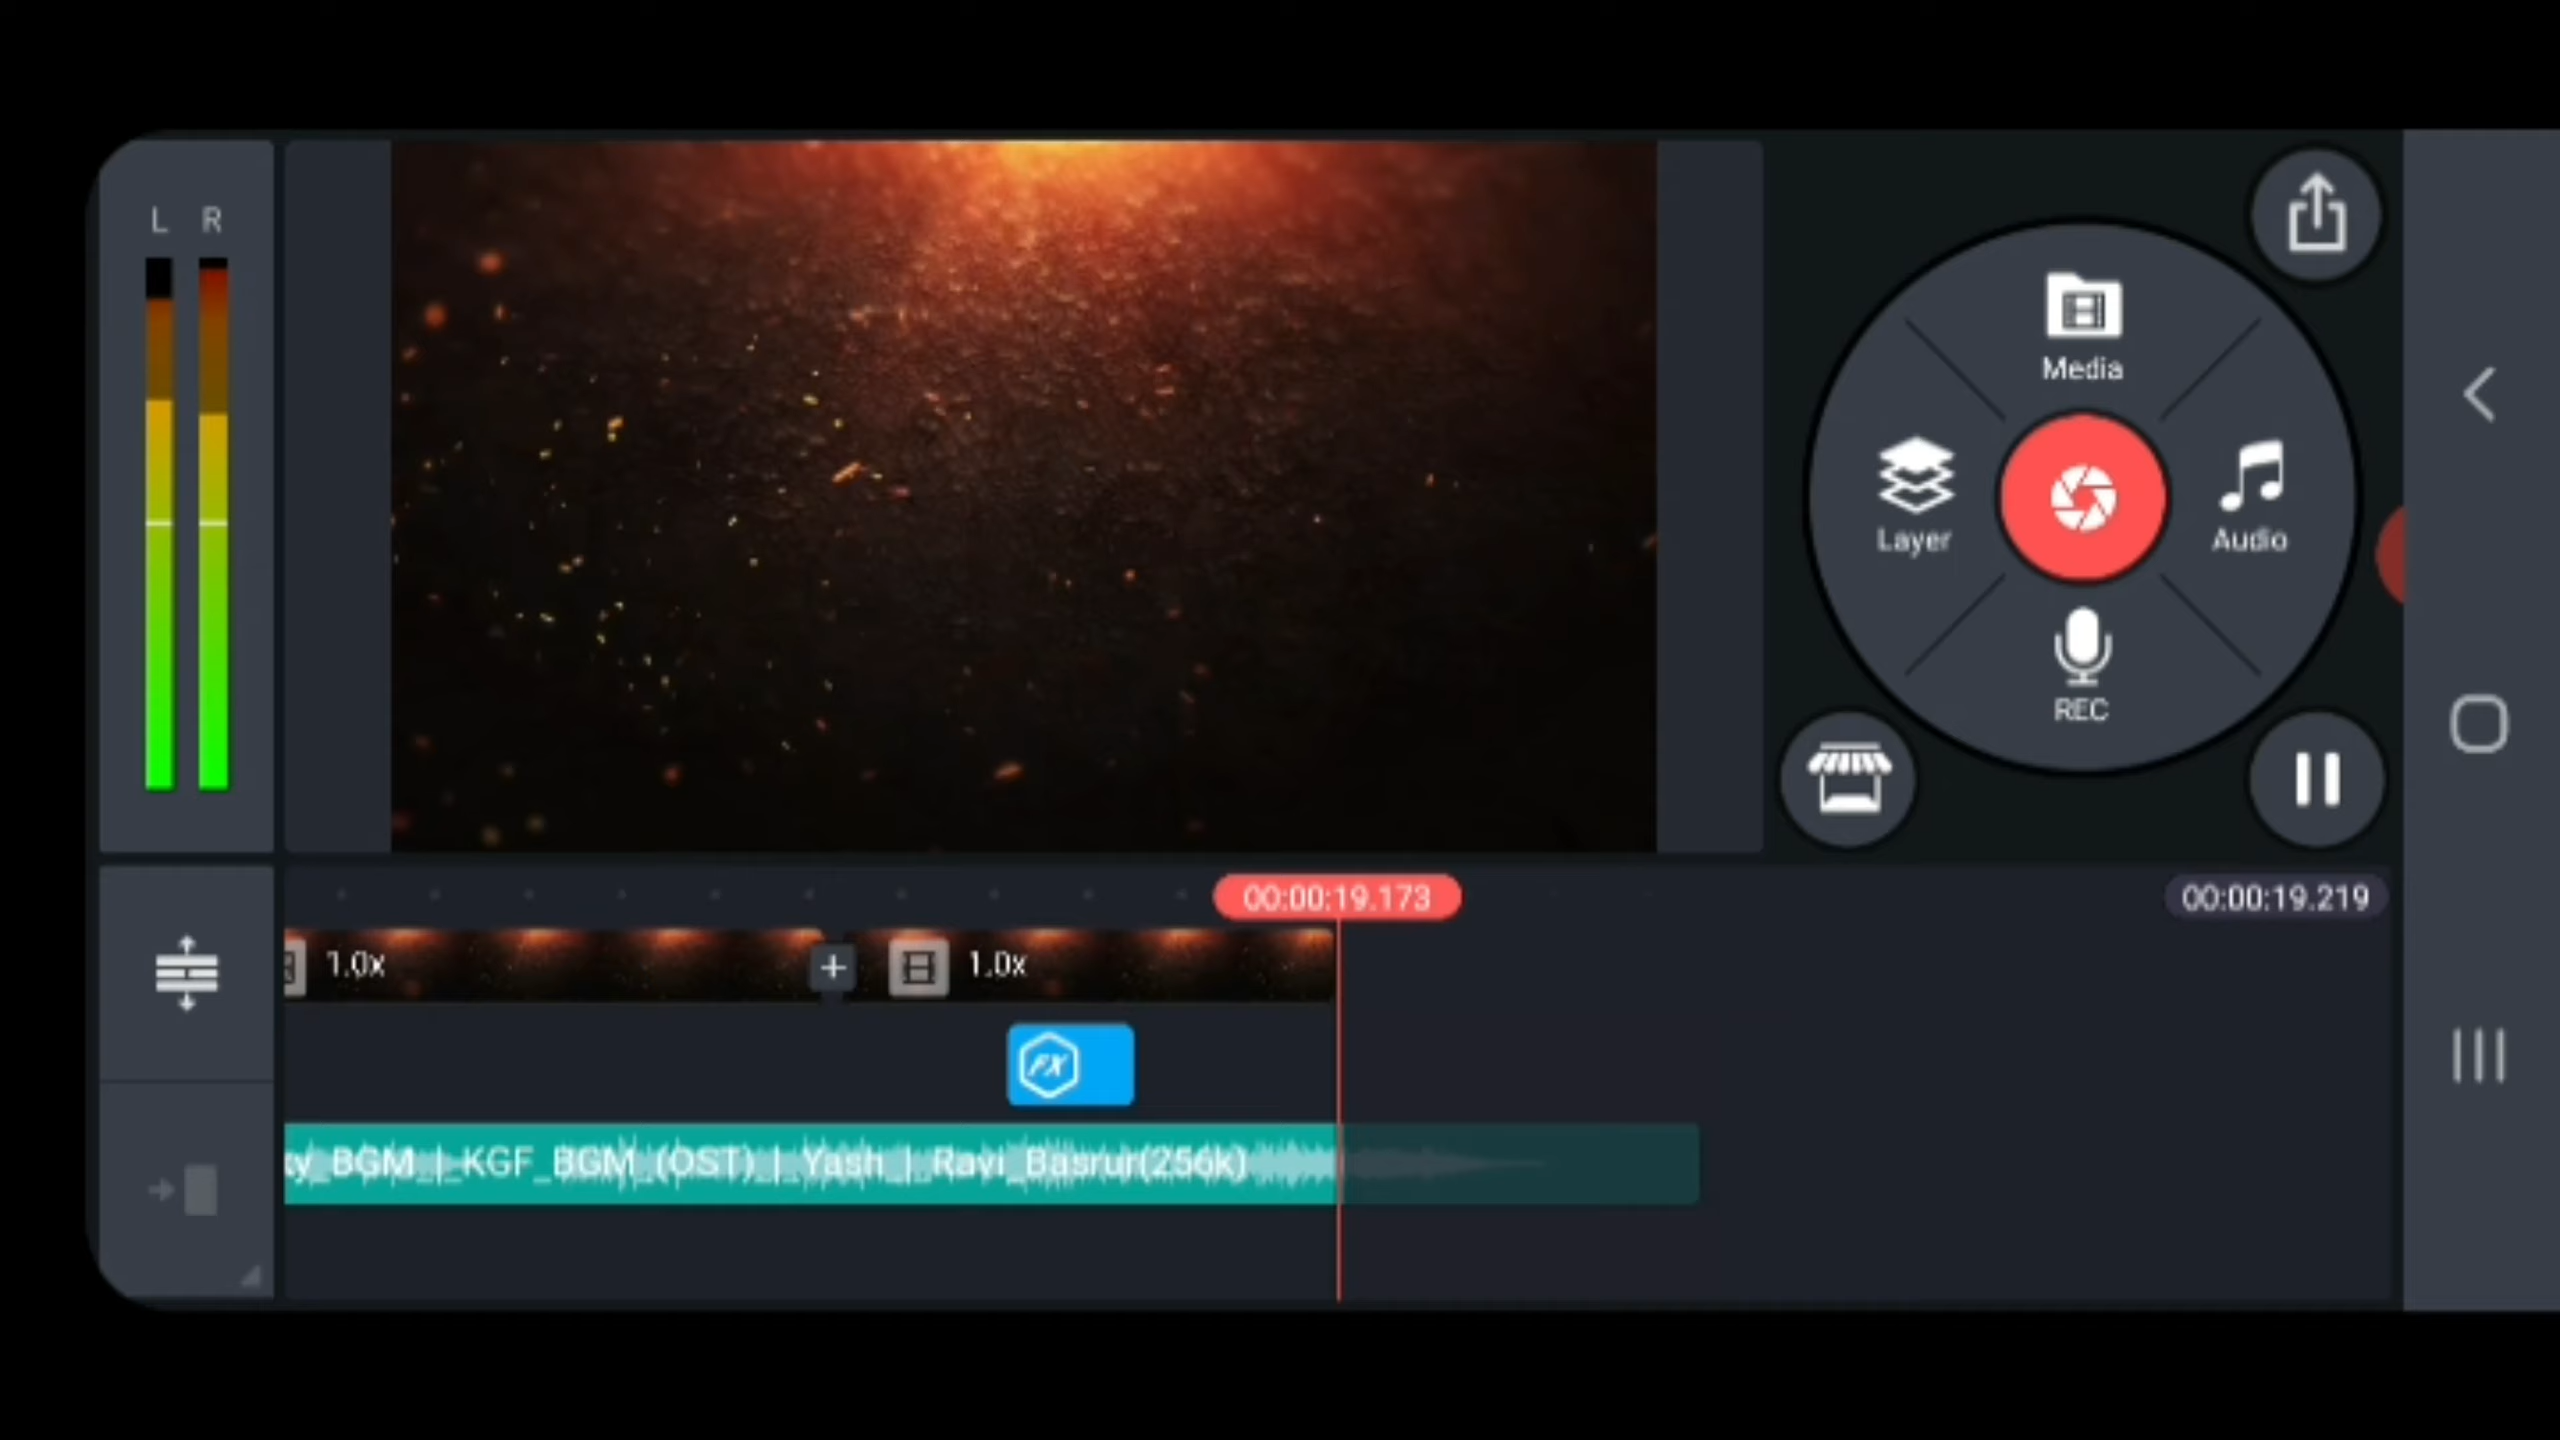 L R
Media
Layer
Audio
REC
00:00:19.173
00:00:19.219
1.0x
1.0x
FX
ty_BGM_|_KGF_BGM_(OST)_|_Yash_|_Ravi_Basrur(256k)